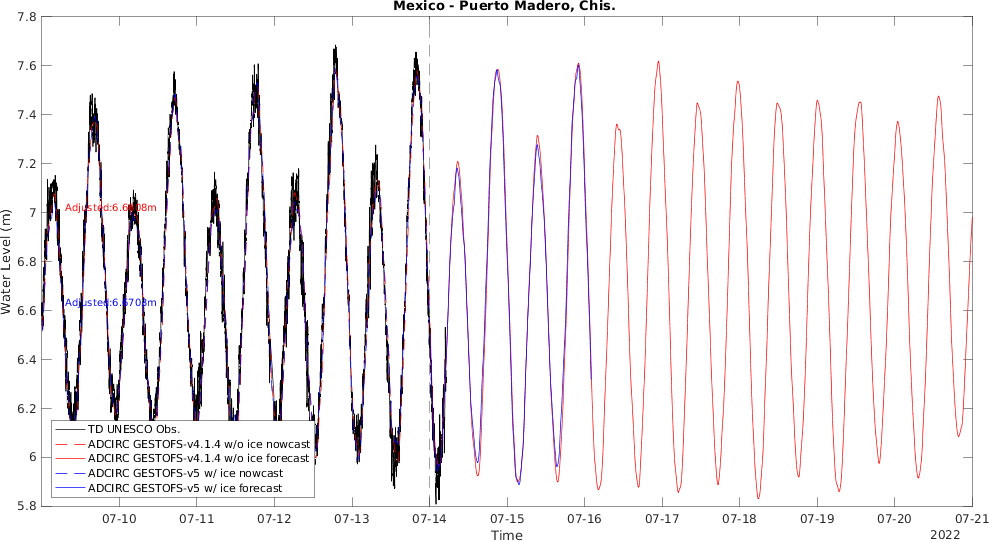 Mexico - Puerto Madero, Chis.
7.8
7.6
7.4
7.2
7
6.8
6.6
6.4
6.2
6
5.8
Water Level (m)
TD UNESCO Obs.
ADCIRC GESTOFS-v4.1.4 w/o ice nowcast
ADCIRC GESTOFS-v4.1.4 w/o ice forecast
ADCIRC GESTOFS-v5 w/ ice nowcast
ADCIRC GESTOFS-v5 w/ ice forecast
07-10 07-11 07-12 07-13 07-14 07-15 07-16 07-17 07-18 07-19 07-20 07-21
Time
2022